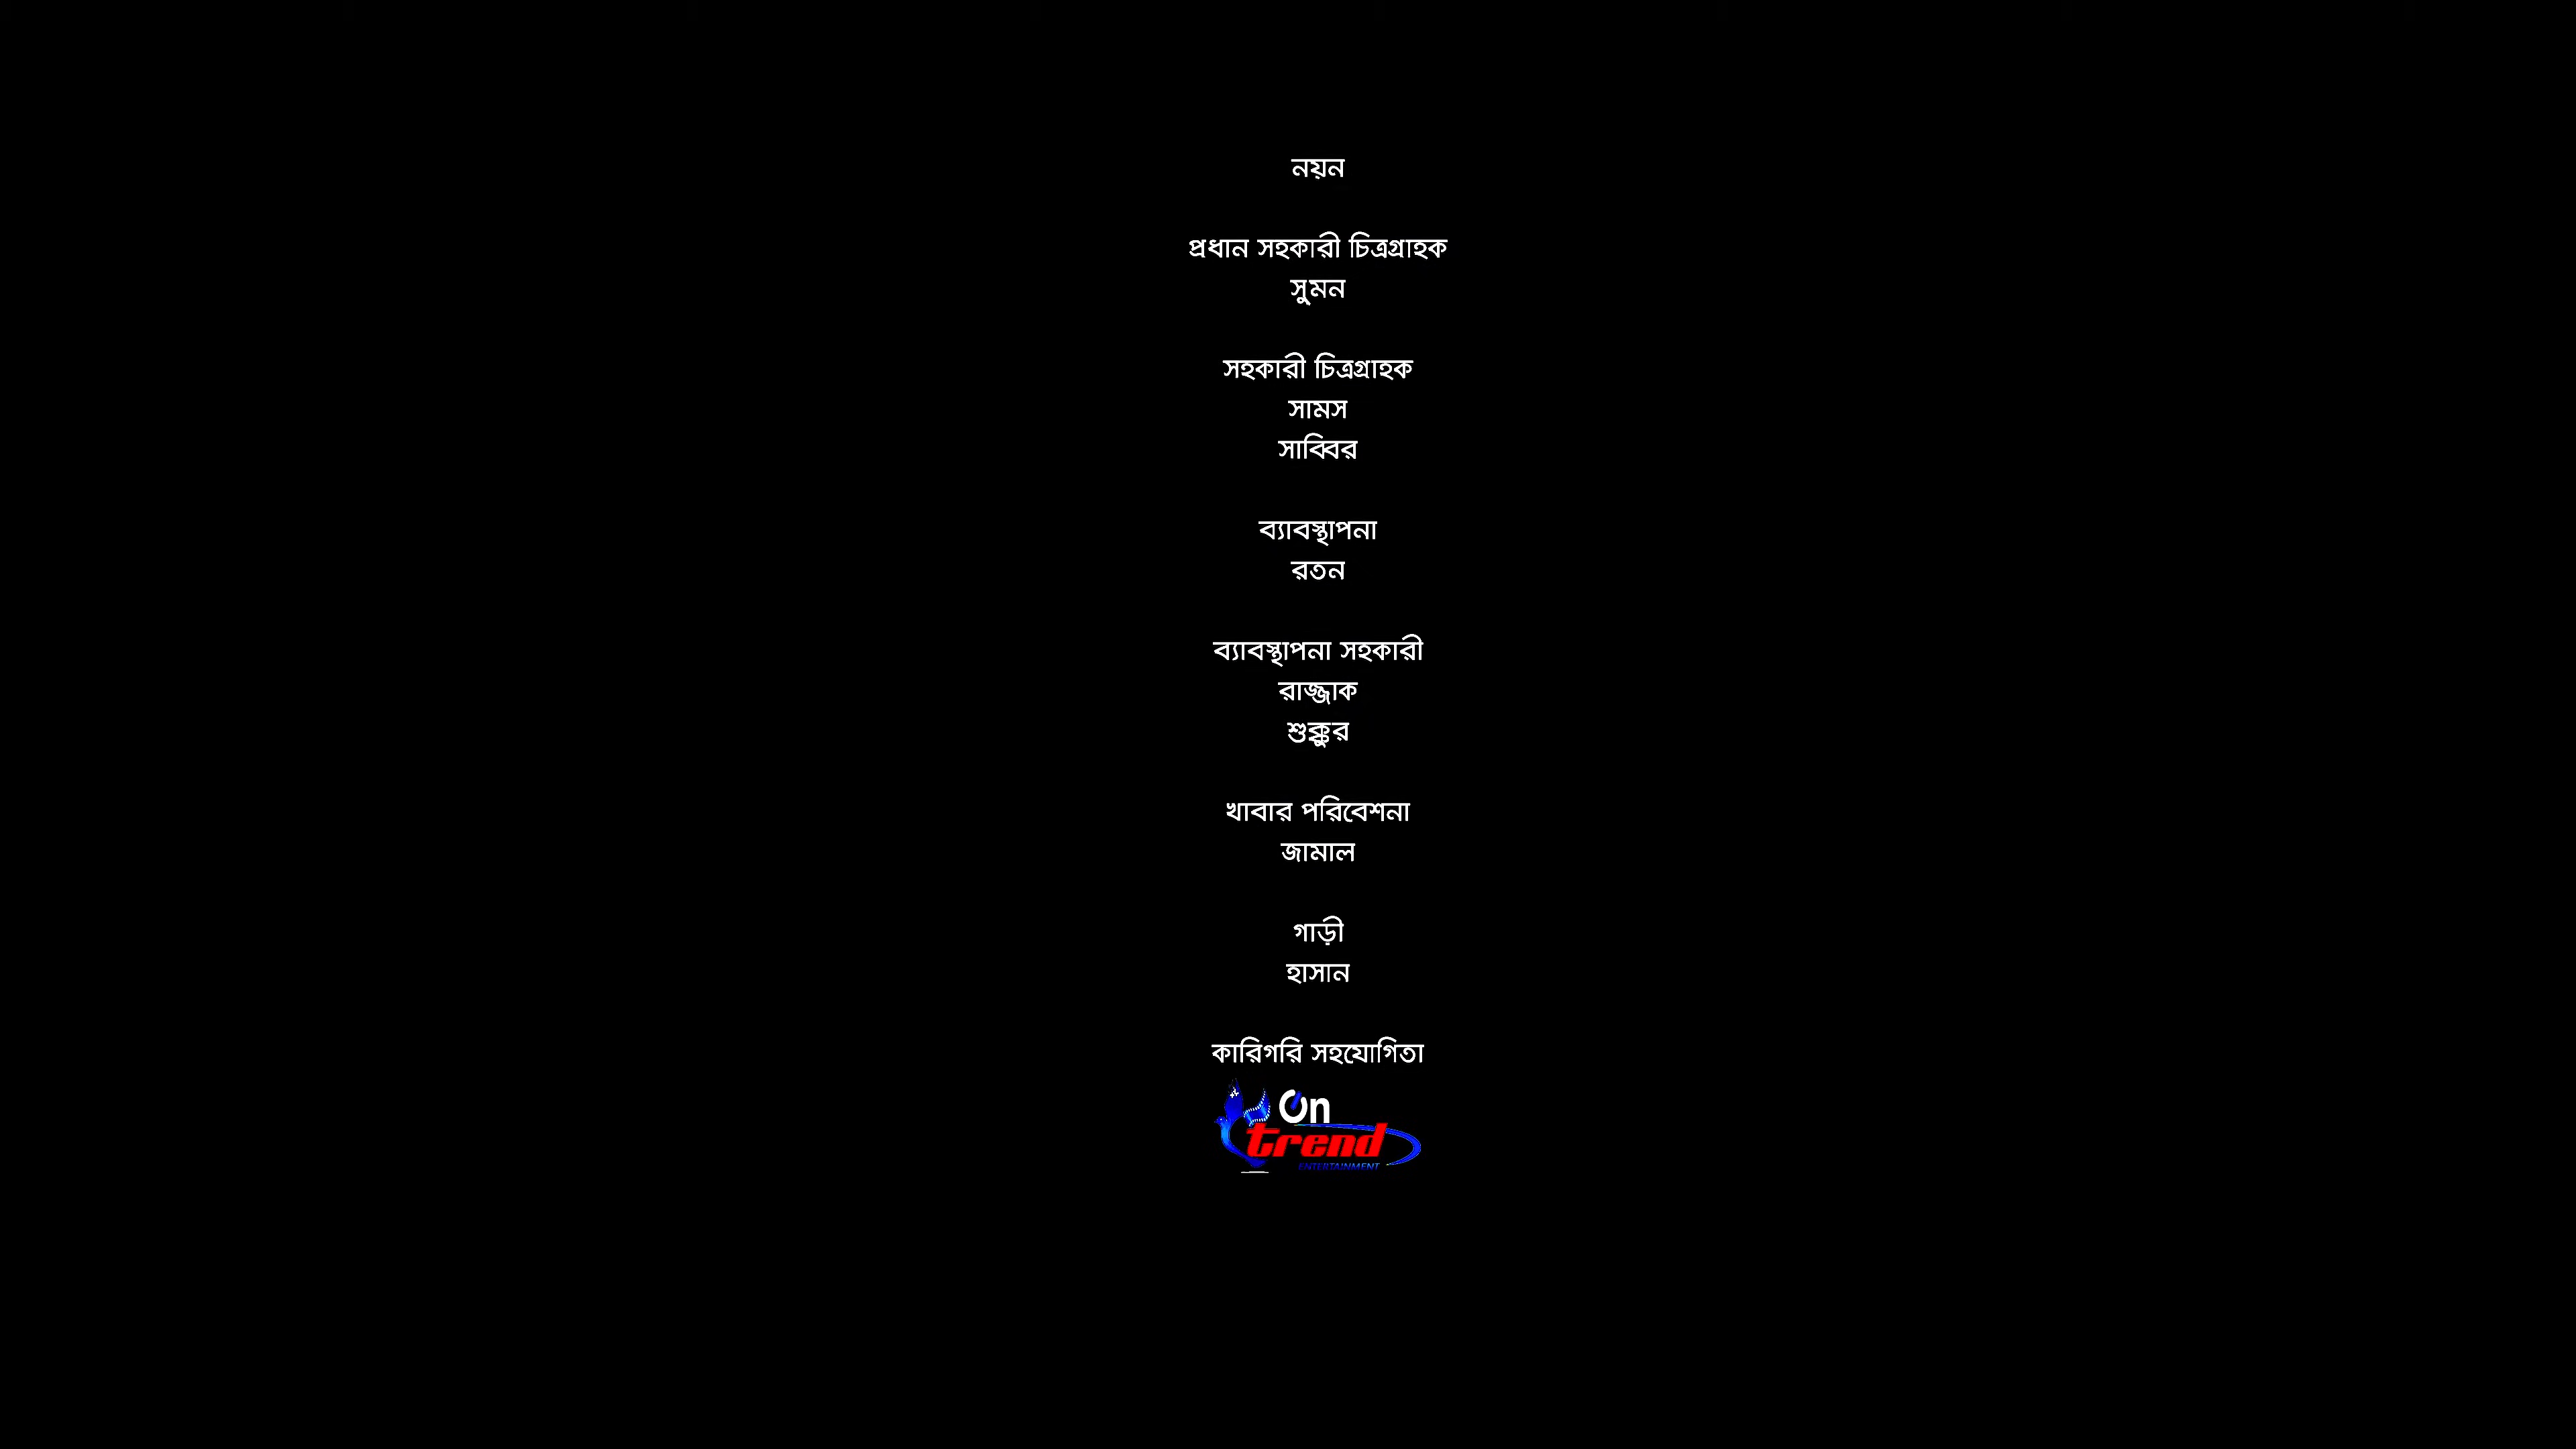 নয়ন
প্রধান সহকারী চিত্রগ্রাহক
সুমন
সহকারী চিত্রগ্রাহক
সামস
সাব্বির
ব্যাবস্থাপনা
রতন
ব্যাবস্থাপনা সহকারী
রাজ্জাক
শুক্কুর
খাবার পরিবেশনা
জামাল
গাড়ী
হাসান
কারিগরি সহযোগিতা
On
trend
ENTERTAINMENT